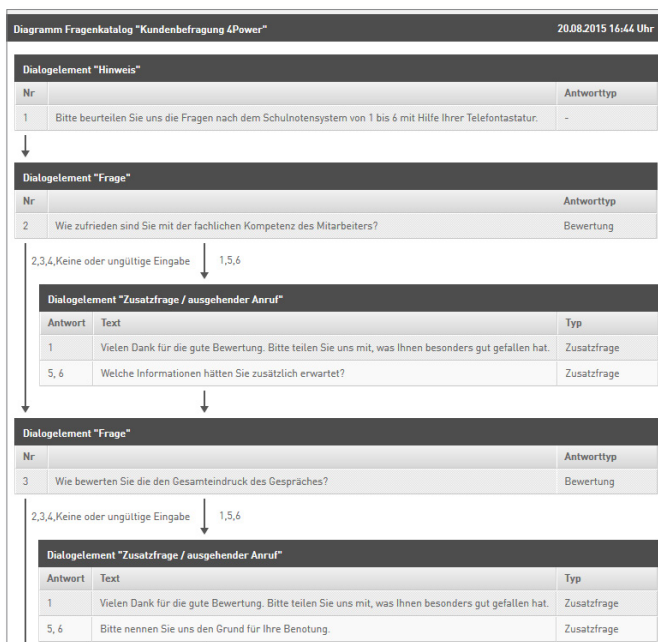 Diagramm Fragenkatalog "Kundenbefragung 4Power" 20.08.2015 16:44 Uhr
Dialogelement "Hinweis"
Nr Antworttyp
1 Bitte beurteilen Sie uns die Fragen nach dem Schulnotensystem von 1 bis 6 mit Hilfe Ihrer Telefontastatur. -
Dialogelement "Frage"
Nr Antworttyp
2 Wie zufrieden sind Sie mit der fachlichen Kompetenz des Mitarbeiters? Bewertung
2,3,4,Keine oder ungültige Eingabe 1,5,6
Dialogelement "Zusatzfrage / ausgehender Anruf"
Antwort Text Typ
1 Vielen Dank für die gute Bewertung. Bitte teilen Sie uns mit, was Ihnen besonders gut gefallen hat. Zusatzfrage
5, 6 Welche Informationen hätten Sie zusätzlich erwartet? Zusatzfrage
Dialogelement "Frage"
Nr Antworttyp
3 Wie bewerten Sie die den Gesamteindruck des Gespräches? Bewertung
2,3,4,Keine oder ungültige Eingabe 1,5,6
Dialogelement "Zusatzfrage / ausgehender Anruf"
Antwort Text Typ
1 Vielen Dank für die gute Bewertung. Bitte teilen Sie uns mit, was Ihnen besonders gut gefallen hat. Zusatzfrage
5, 6 Bitte nennen Sie uns den Grund für Ihre Benotung. Zusatzfrage